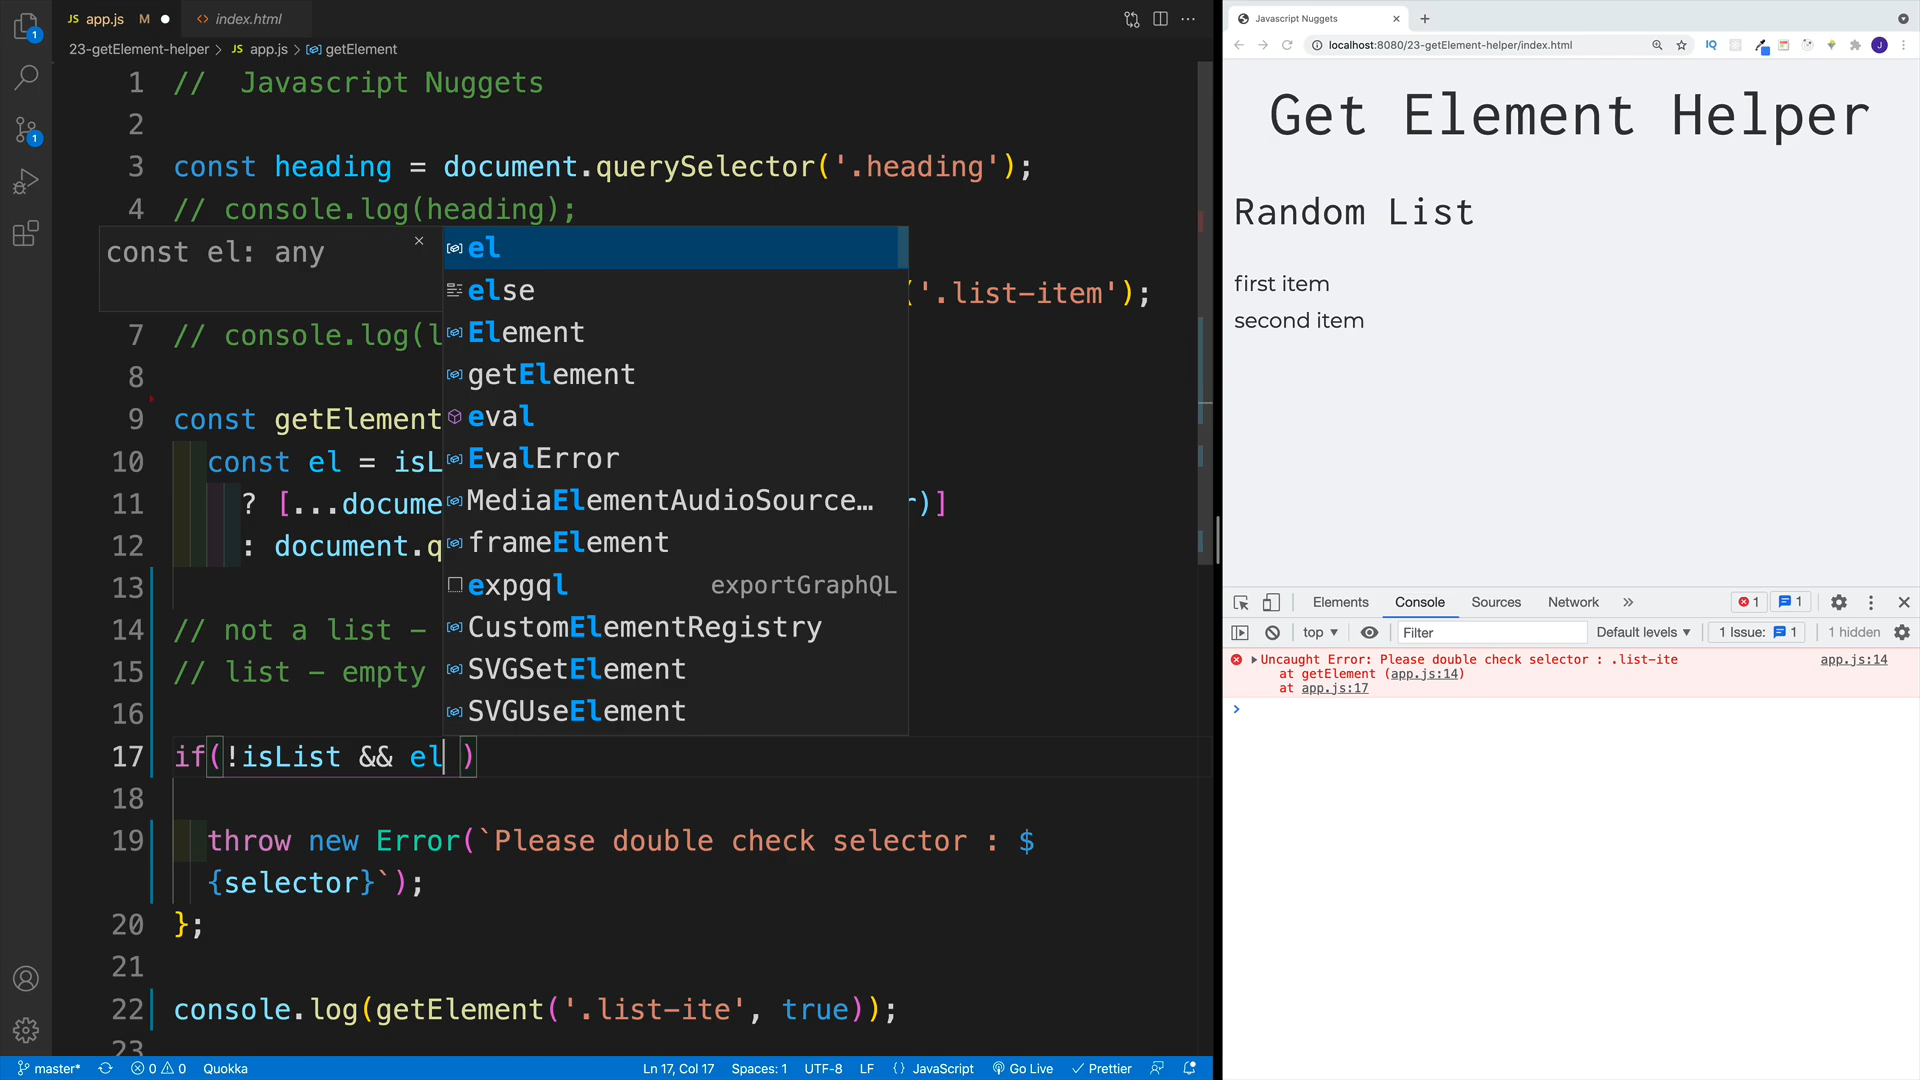 JS app.js M
<> index.html
23-getElement-helper > JS app.js > getElement
1 // Javascript Nuggets
2
3 const heading = document.querySelector('.heading');
4 // console.log(heading);
('.list-item');
7 // console.log(l
8
9 const getElement
10 const el = isL
11 ? [...docume r)]
12 : document.q
13
14 // not a list -
15 // list - empty
16
17 if(!isList && el )
18
19 throw new Error(`Please double check selector : $
{selector}`);
20 };
21
22 console.log(getElement('.list-ite', true));
23
const el: any
el
else
Element
getElement
eval
EvalError
MediaElementAudioSource…
frameElement
expgql exportGraphQL
CustomElementRegistry
SVGSetElement
SVGUseElement
1
1
master* 0 0 Quokka
Ln 17, Col 17 Spaces: 1 UTF-8 LF {} JavaScript Go Live Prettier
Javascript Nuggets
localhost:8080/23-getElement-helper/index.html
IQ
J
Get Element Helper
Random List
first item
second item
Elements Console Sources Network » 1 1
top Filter Default levels 1 Issue: 1 1 hidden
Uncaught Error: Please double check selector : .list-ite app.js:14
at getElement (app.js:14)
at app.js:17